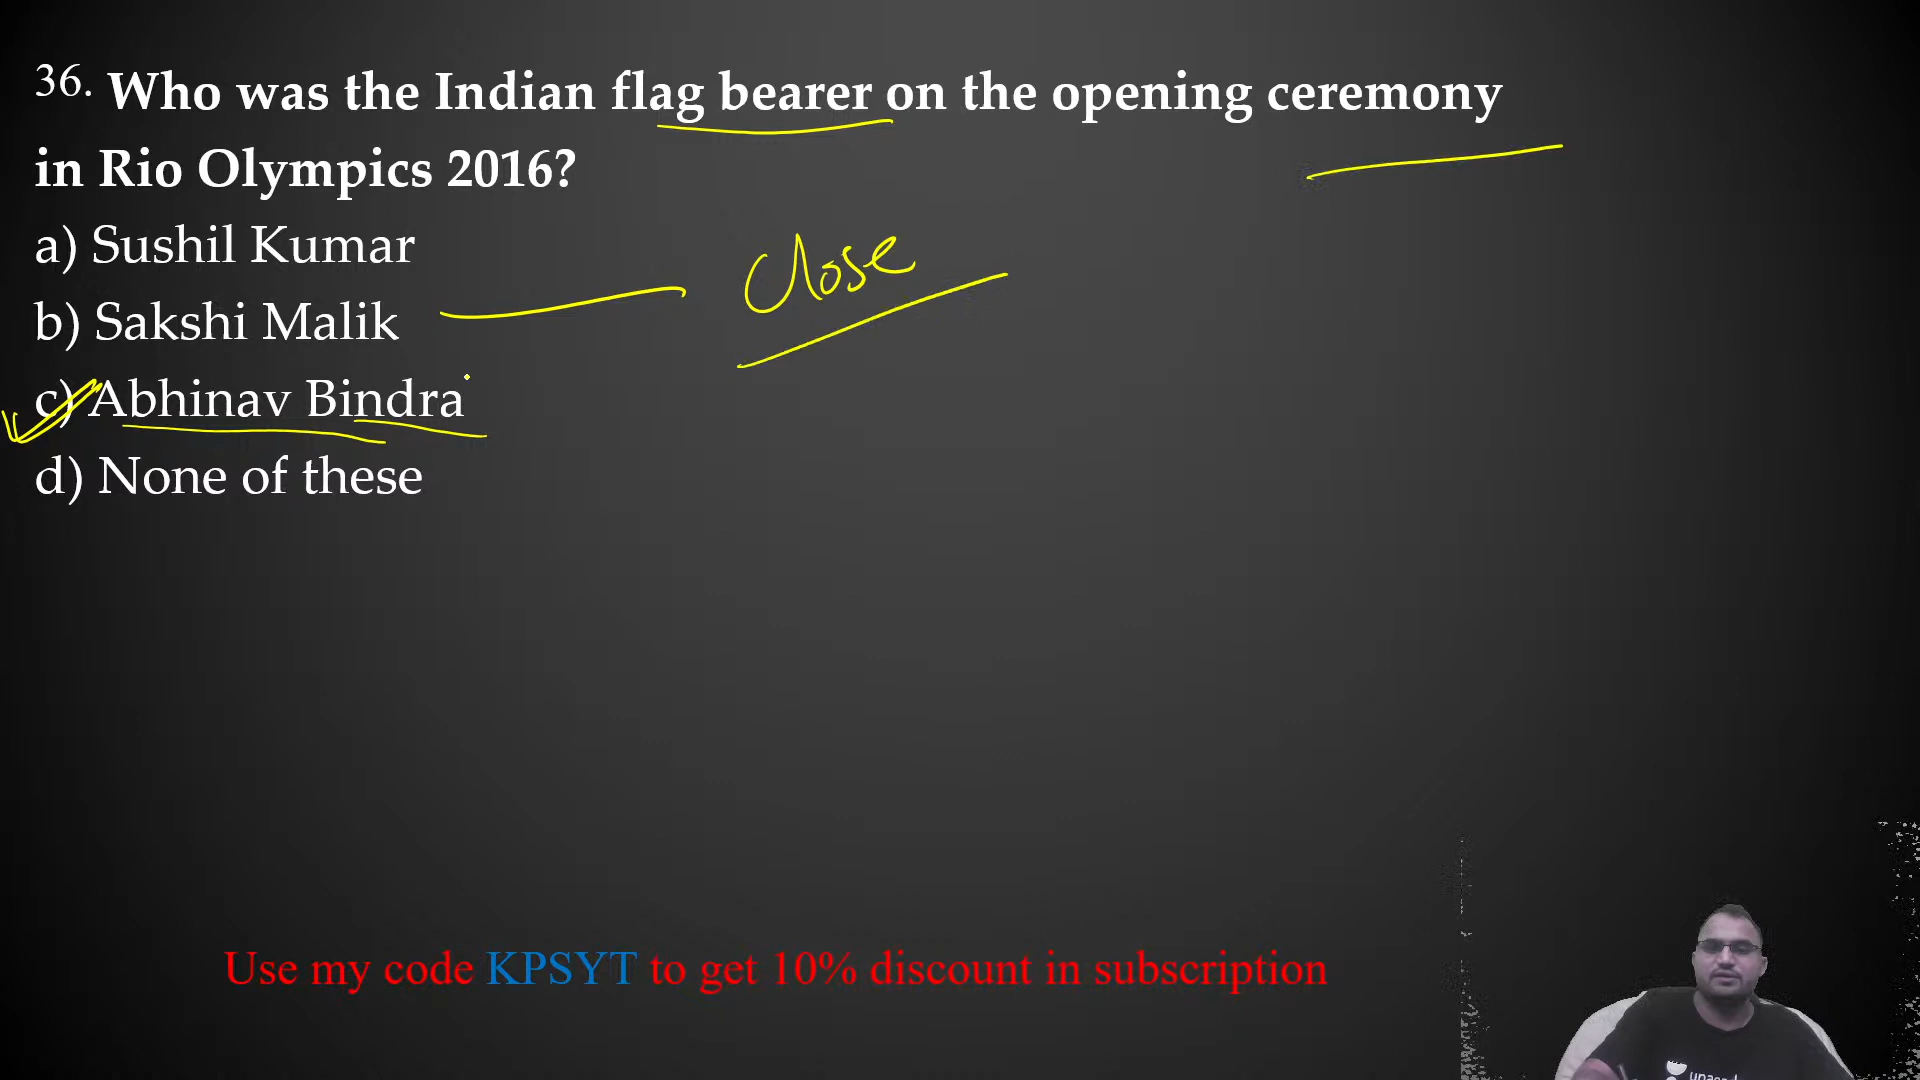 36. Who was the Indian flag bearer on the opening ceremony
in Rio Olympics 2016?
a) Sushil Kumar
close
b) Sakshi Malik
c) Abhinav Bindra
d) None of these
Use my code KPSYT to get 10% discount in subscription